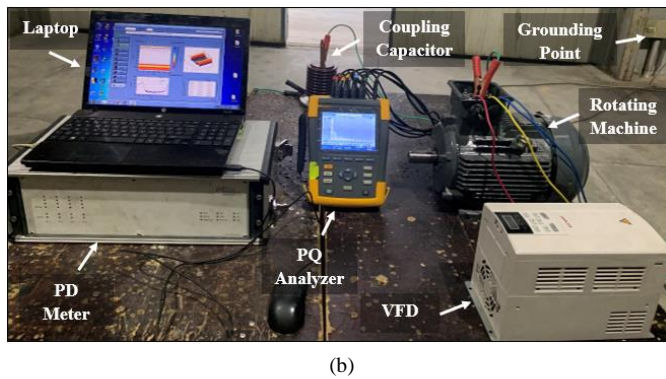 Laptop
Coupling
Capacitor
Grounding
Point
Rotating
Machine
PD
Meter
PQ
Analyzer
VFD
(b)